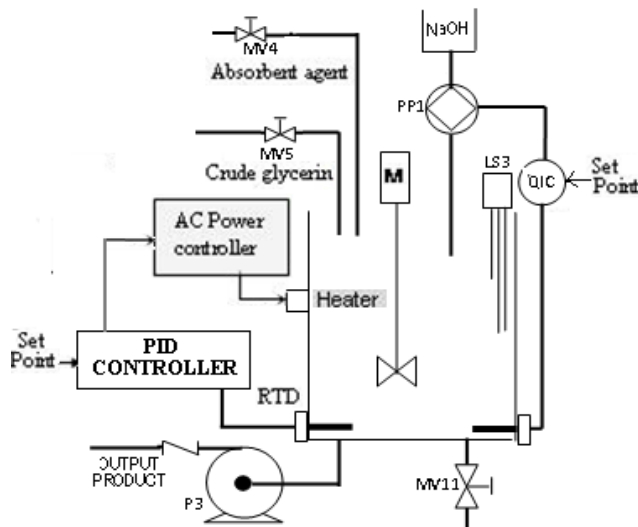 NaOH
MV4
Absorbent agent
PP1
MV5
Crude glycerin
LS3
M
QIC
Set
Point
AC Power
controller
Heater
Set
Point
PID
CONTROLLER
RTD
OUTPUT
PRODUCT
P3
MV11